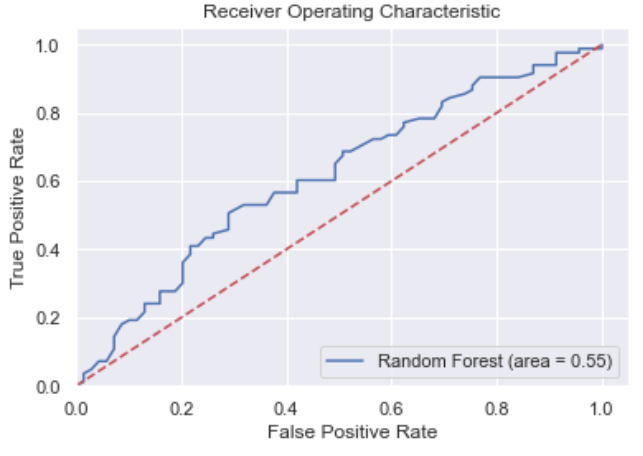 Receiver Operating Characteristic
1.0
0.8
0.6
0.4
0.2
0.0
True Positive Rate
Random Forest (area = 0.55)
0.0 0.2 0.4 0.6 0.8 1.0
False Positive Rate